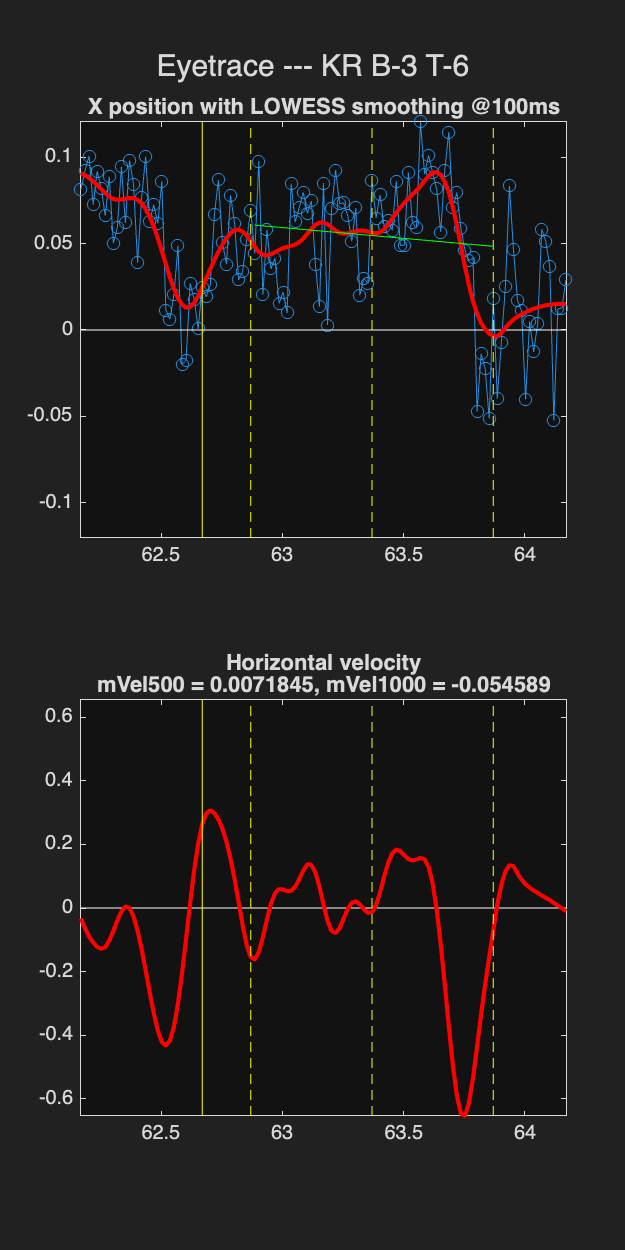 Eyetrace --- KR B-3 T-6
X position with LOWESS smoothing @100ms
0.1
0.05
0
-0.05
-0.1
62.5 63 63.5 64
Horizontal velocity
mVel500 = 0.0071845, mVel1000 = -0.054589
0.6
0.4
0.2
0
-0.2
-0.4
-0.6
62.5 63 63.5 64